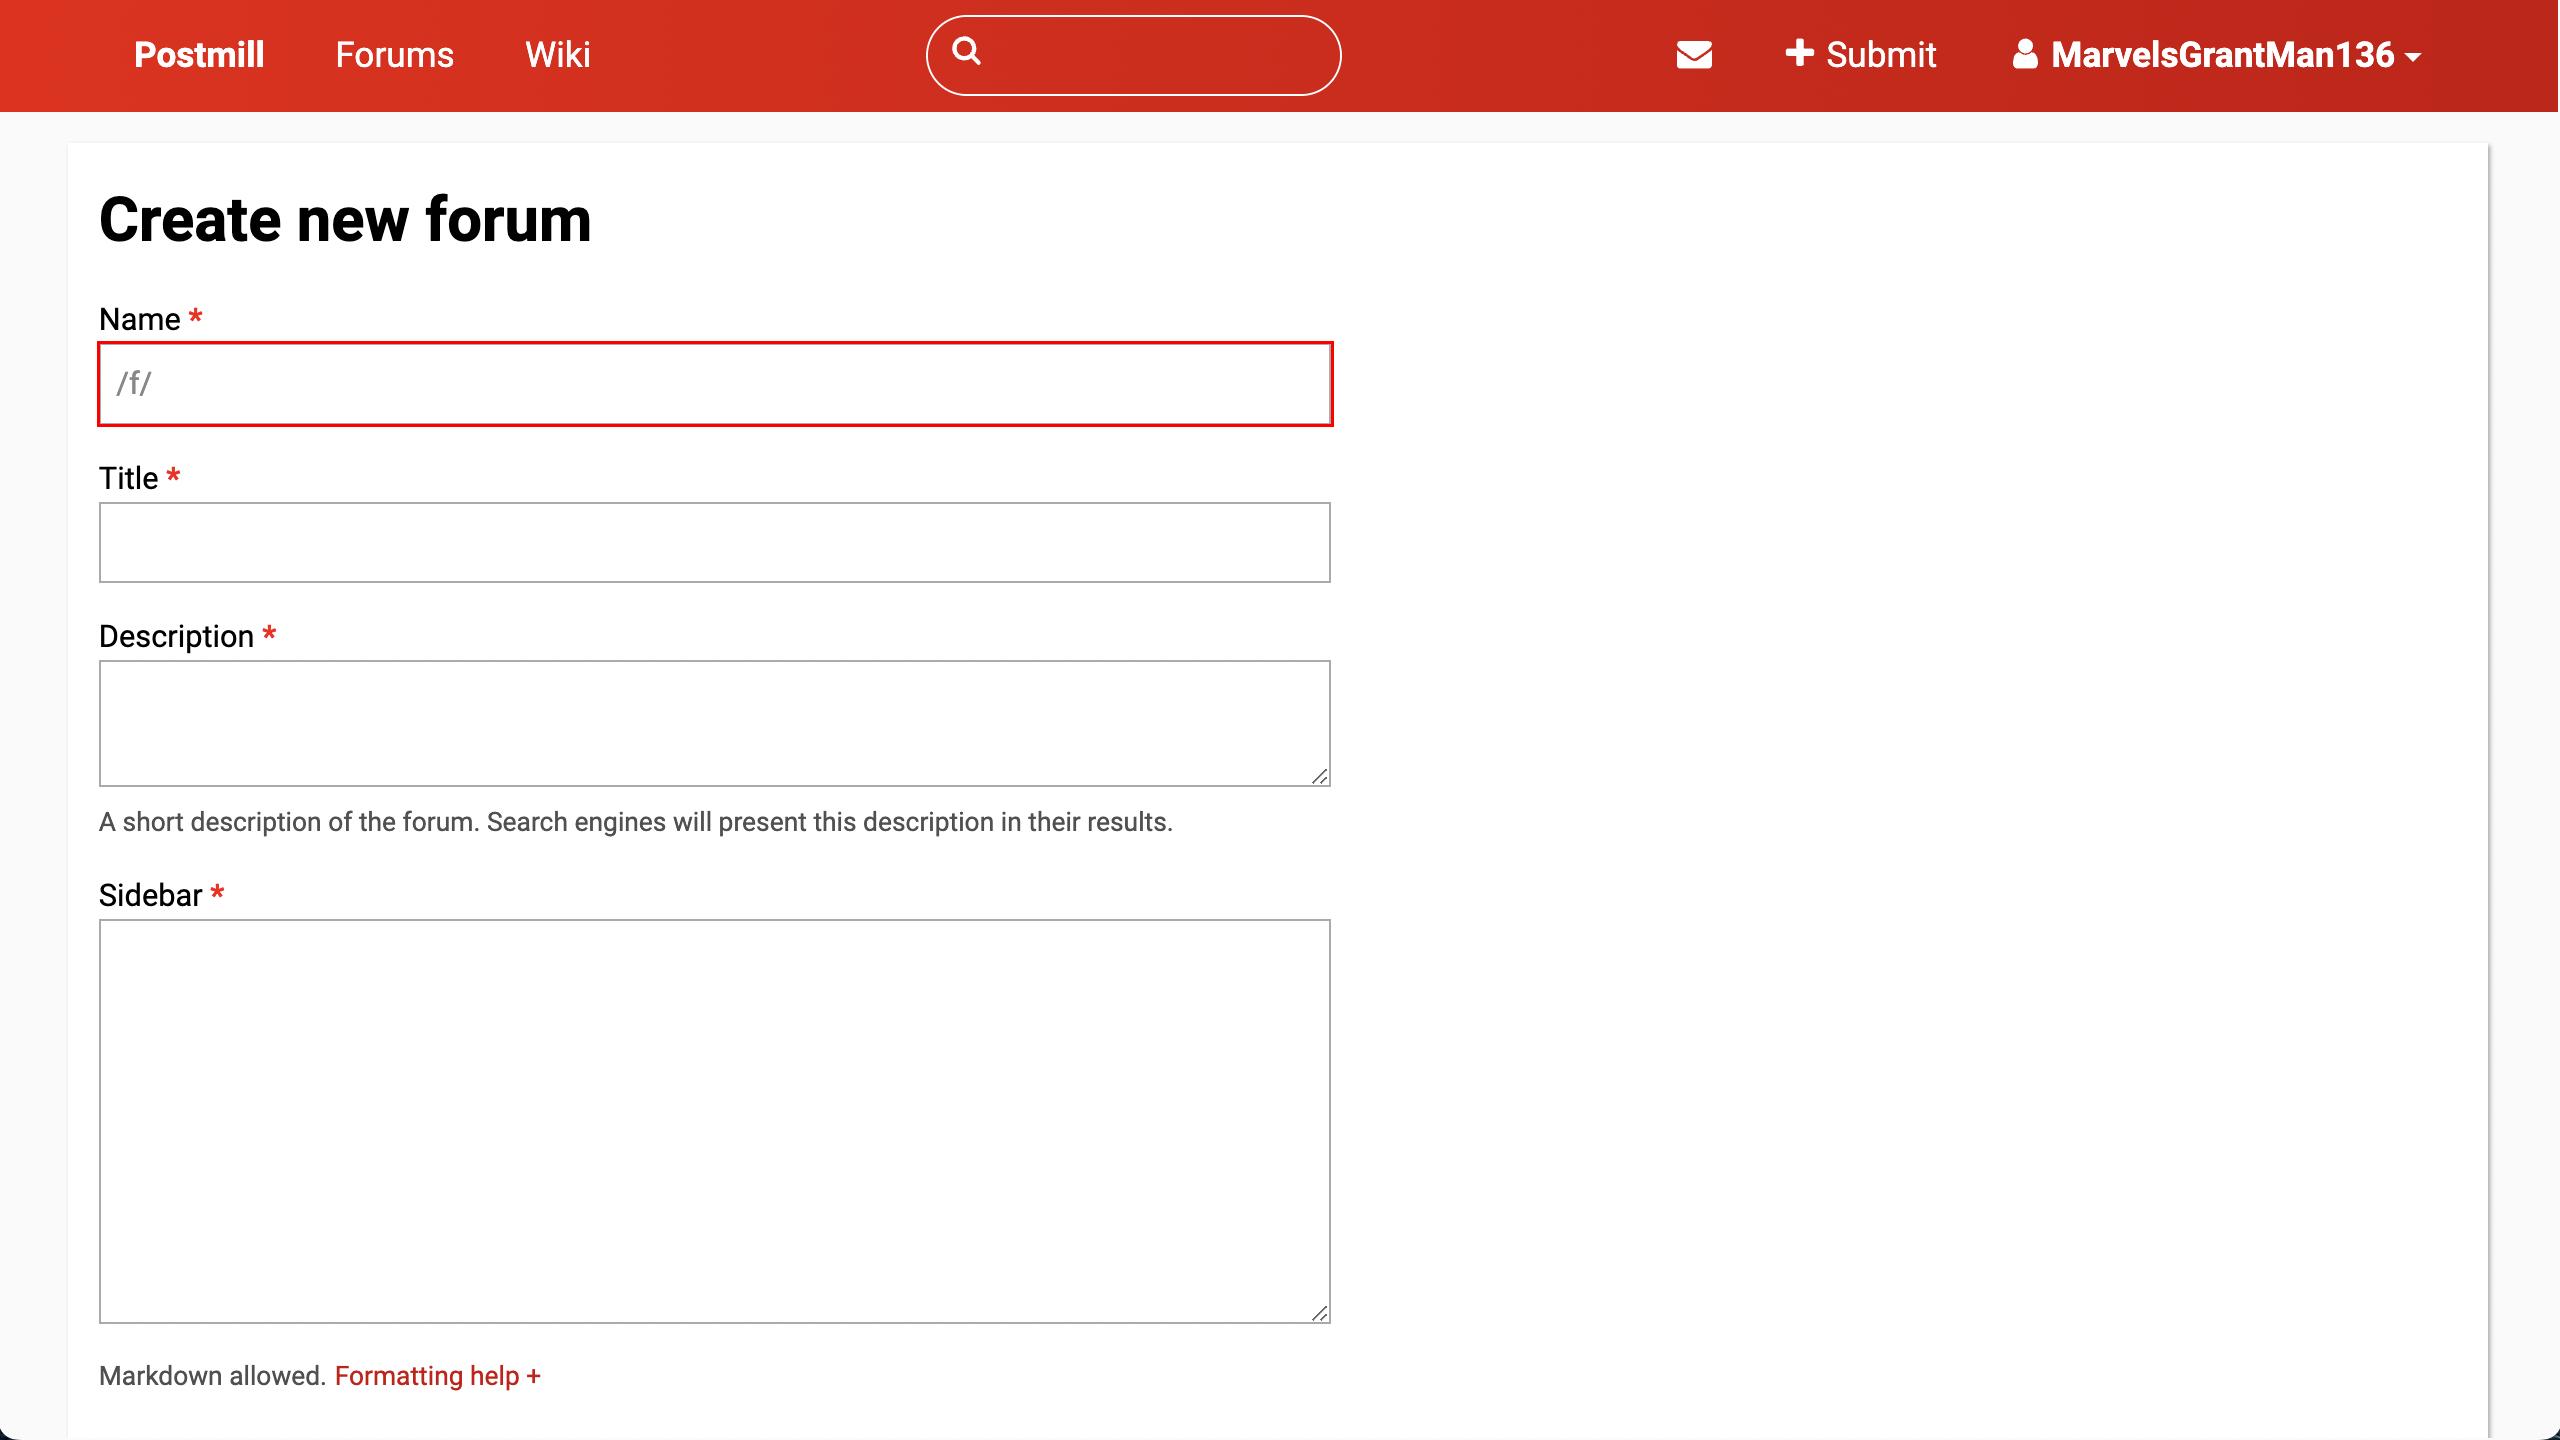 Postmill Forums Wiki Submit MarvelsGrantMan136
Create new forum
Name *
/f/
Title *
Description *
A short description of the forum. Search engines will present this description in their results.
Sidebar *
Markdown allowed. Formatting help +